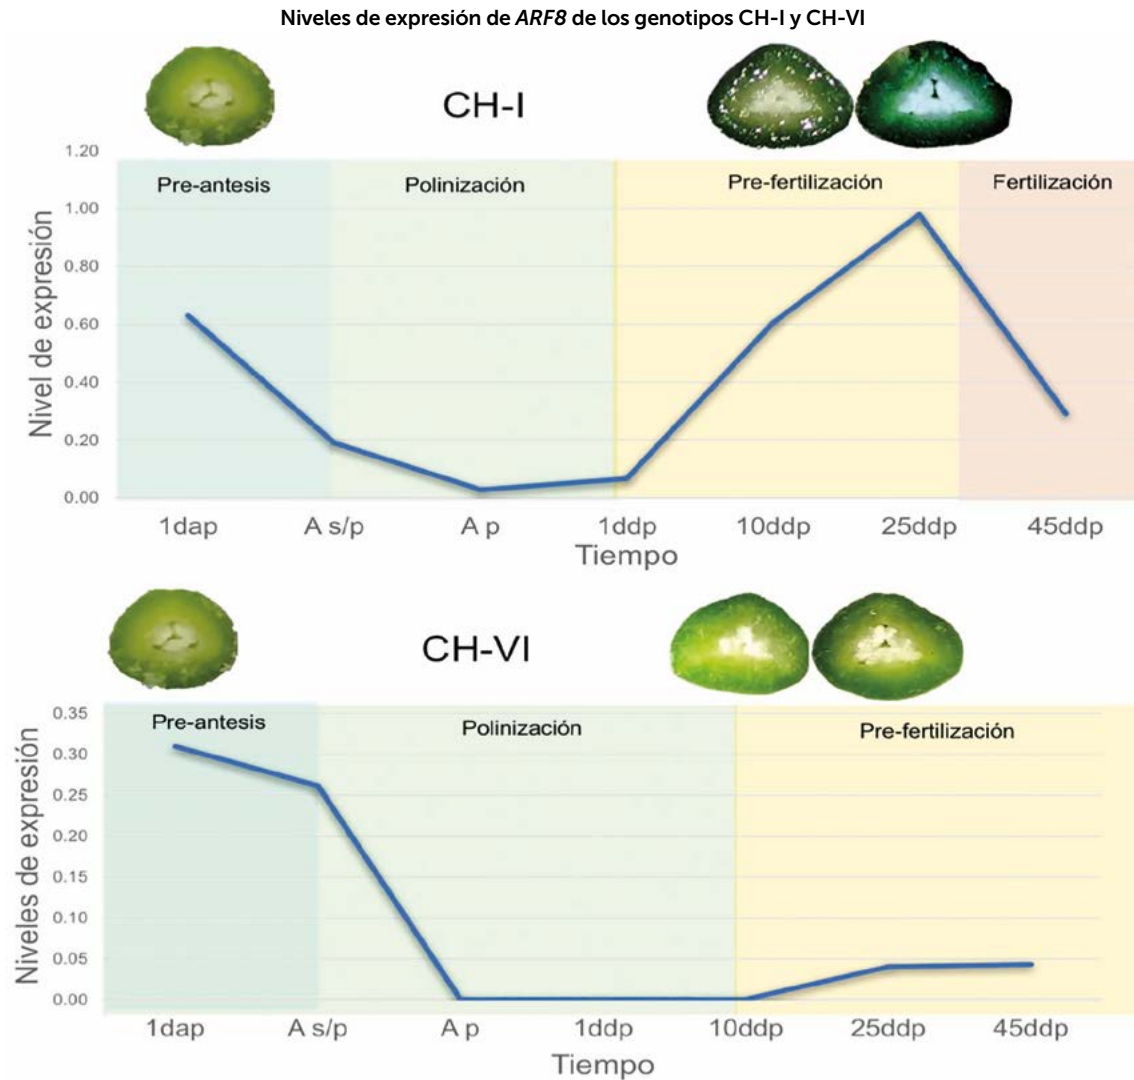 Niveles de expresión de ARF8 de los genotipos CH-I y CH-VI
CH-I
1.20
Pre-antesis Polinización Pre-fertilización Fertilización
1.00
0.80
0.60
0.40
0.20
0.00
Nivel de expresión
1dap A s/p A p 1ddp 10ddp 25ddp 45ddp
Tiempo
CH-VI
0.35
Pre-antesis Polinización Pre-fertilización
0.30
0.25
0.20
0.15
0.10
0.05
0.00
Niveles de expresión
1dap A s/p A p 1ddp 10ddp 25ddp 45ddp
Tiempo